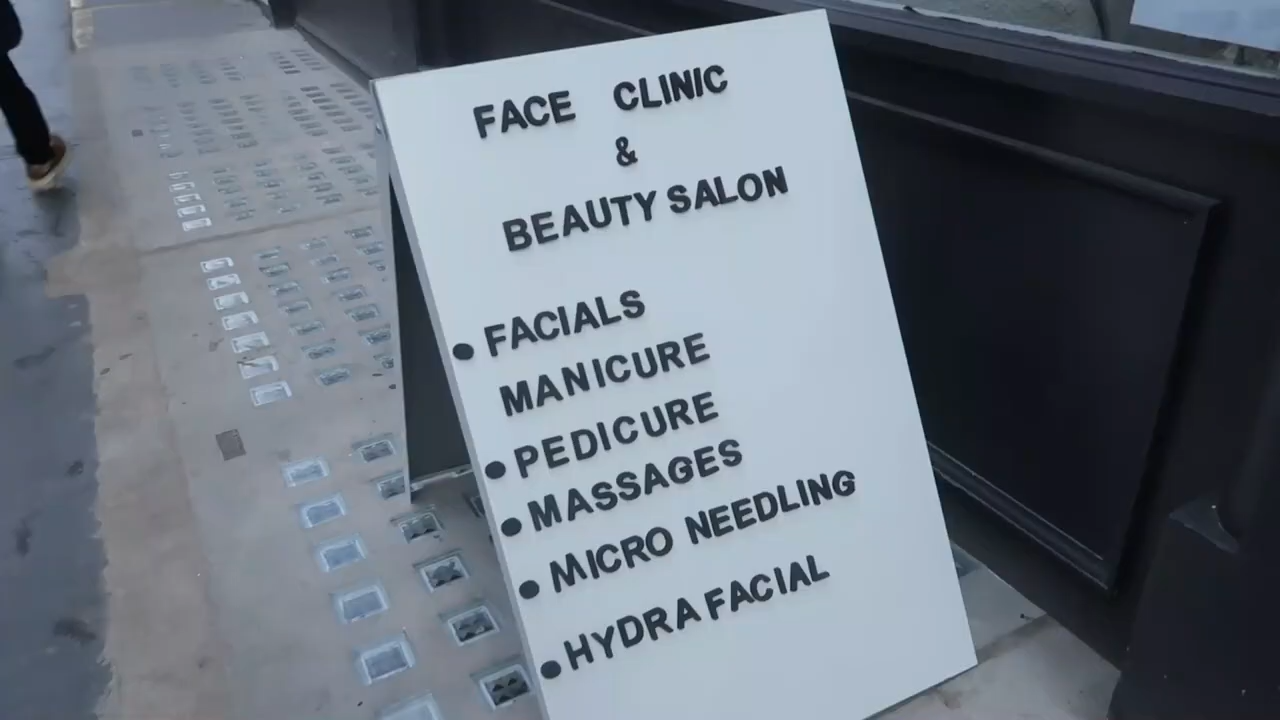 FACE CLINIC
&
BEAUTY SALON
• FACIALS
MANICURE
• PEDICURE
• MASSAGES
• MICRO NEEDLING
• HYDRA FACIAL